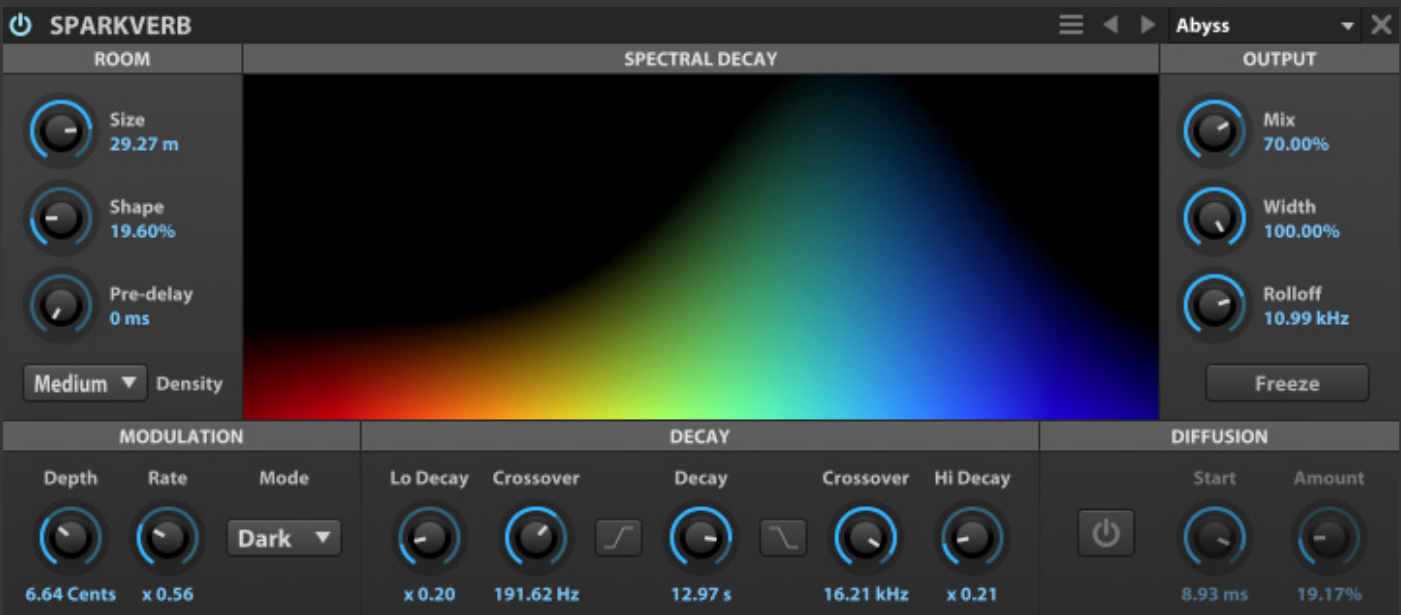 SPARKVERB
Abyss
ROOM
SPECTRAL DECAY
OUTPUT
Size
29.27 m
Shape
19.60%
Pre-delay
0 ms
Medium
Density
Mix
70.00%
Width
100.00%
Rolloff
10.99 kHz
Freeze
MODULATION
DECAY
DIFFUSION
Depth
Rate
Mode
Lo Decay
Crossover
Decay
Crossover
Hi Decay
Start
Amount
Dark
6.64 Cents
x 0.56
x 0.20
191.62 Hz
12.97 s
16.21 kHz
x 0.21
8.93 ms
19.17%